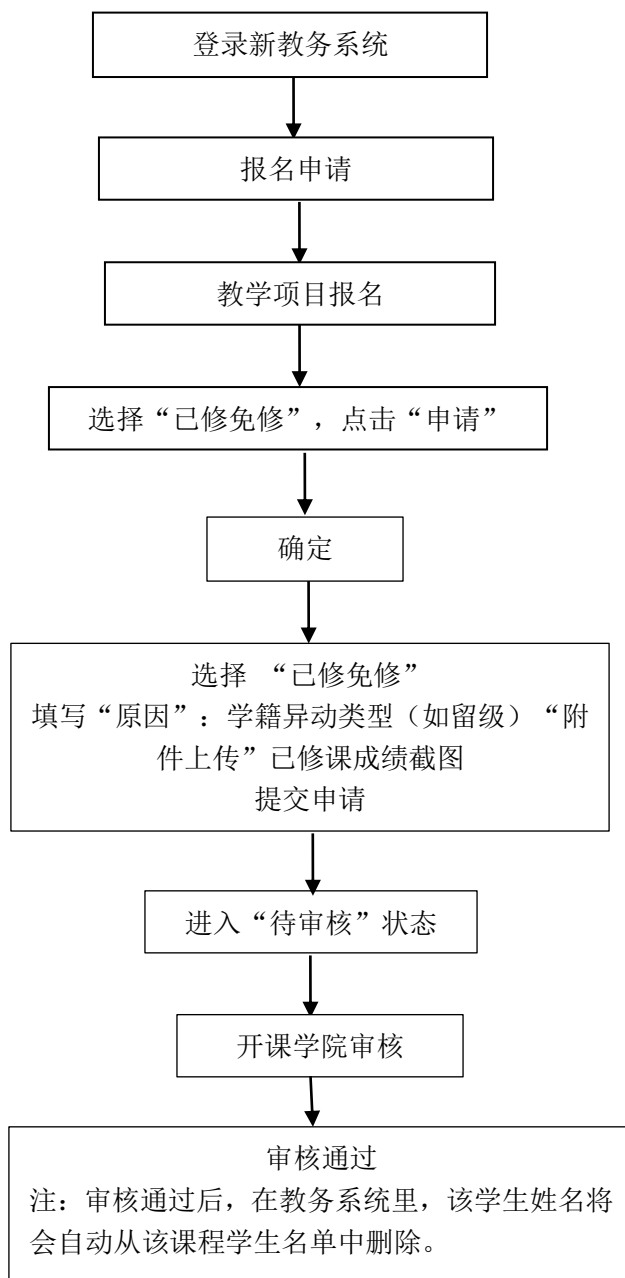 登录新教务系统
报名申请
教学项目报名
选择“已修免修”，点击“申请”
确定
选择 “已修免修”
填写“原因”：学籍异动类型（如留级）“附
件上传”已修课成绩截图
提交申请
进入“待审核”状态
开课学院审核
审核通过
注：审核通过后，在教务系统里，该学生姓名将
会自动从该课程学生名单中删除。